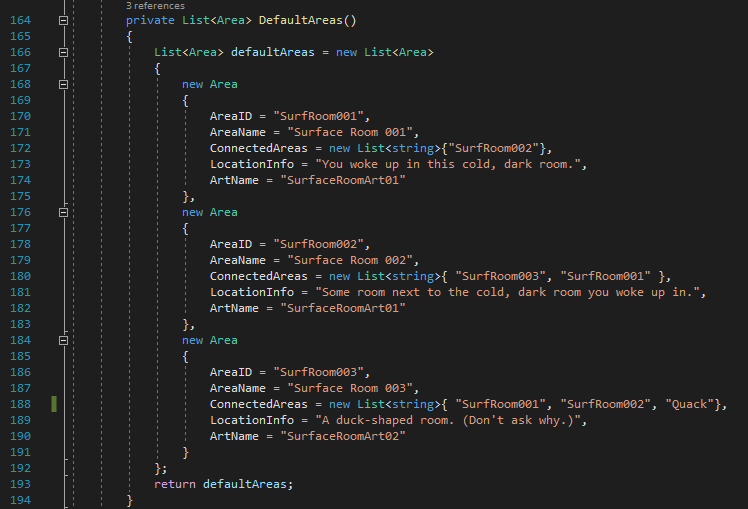 3 references
164 private List<Area> DefaultAreas()
165 {
166 List<Area> defaultAreas = new List<Area>
167 {
168 new Area
169 {
170 AreaID = "SurfRoom001",
171 AreaName = "Surface Room 001",
172 ConnectedAreas = new List<string>{"SurfRoom002"},
173 LocationInfo = "You woke up in this cold, dark room.",
174 ArtName = "SurfaceRoomArt01"
175 },
176 new Area
177 {
178 AreaID = "SurfRoom002",
179 AreaName = "Surface Room 002",
180 ConnectedAreas = new List<string>{ "SurfRoom003", "SurfRoom001" },
181 LocationInfo = "Some room next to the cold, dark room you woke up in.",
182 ArtName = "SurfaceRoomArt01"
183 },
184 new Area
185 {
186 AreaID = "SurfRoom003",
187 AreaName = "Surface Room 003",
188 ConnectedAreas = new List<string>{ "SurfRoom001", "SurfRoom002", "Quack"},
189 LocationInfo = "A duck-shaped room. (Don't ask why.)",
190 ArtName = "SurfaceRoomArt02"
191 }
192 };
193 return defaultAreas;
194 }